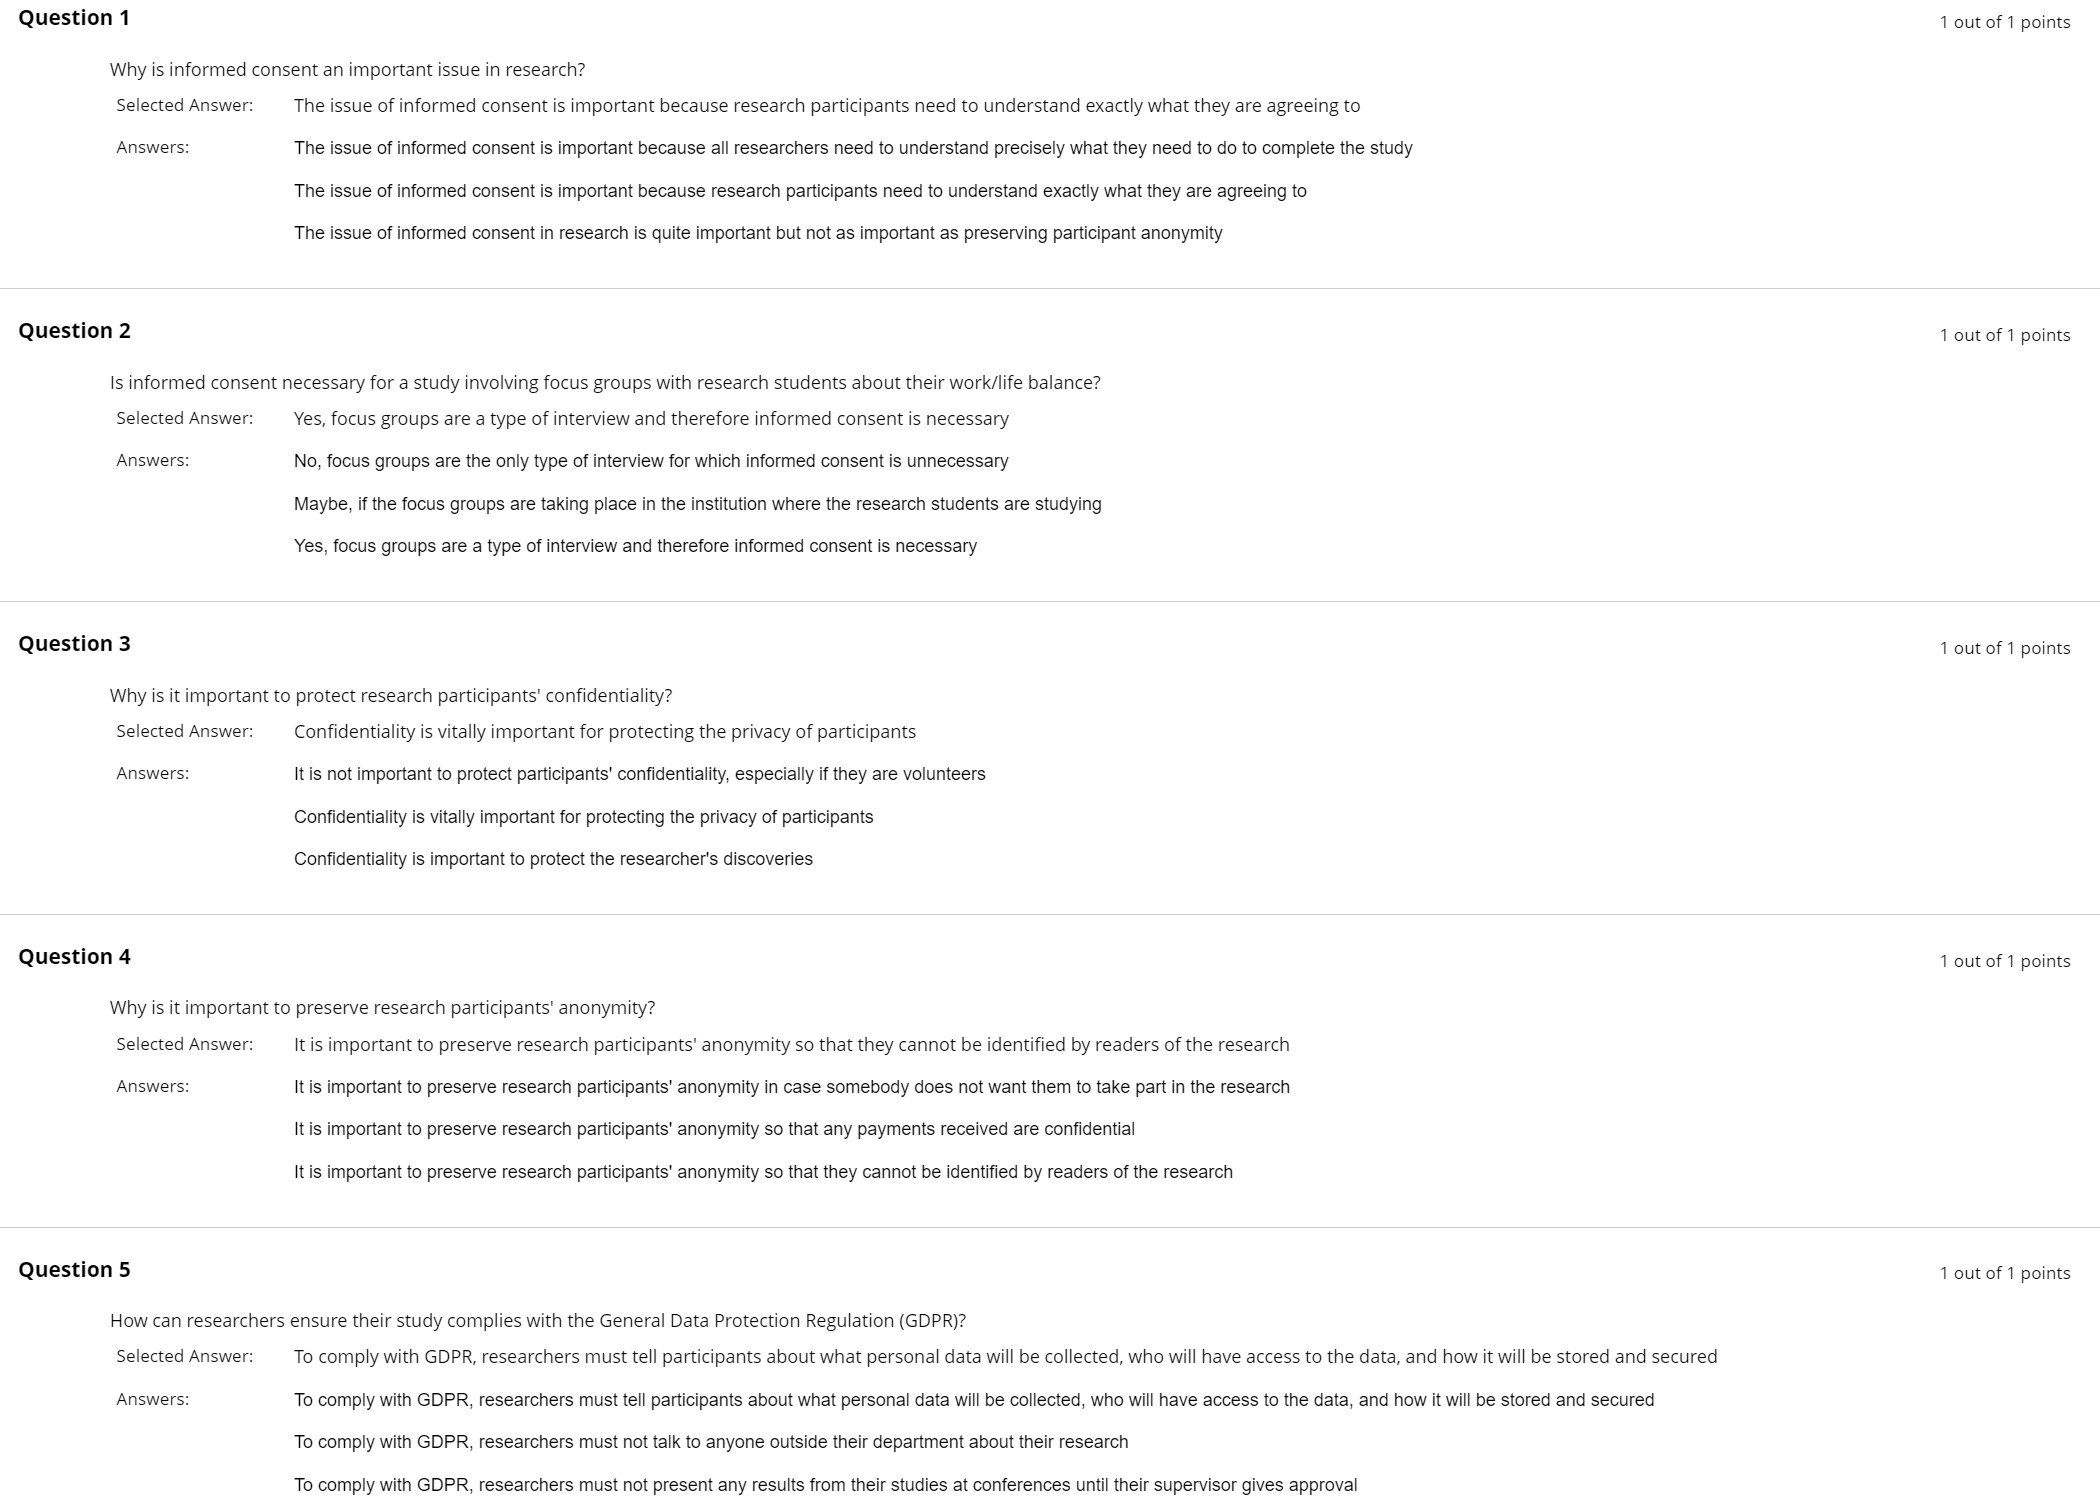 Question 1
1 out of 1 points
Why is informed consent an important issue in research?
Selected Answer: The issue of informed consent is important because research participants need to understand exactly what they are agreeing to
Answers: The issue of informed consent is important because all researchers need to understand precisely what they need to do to complete the study
The issue of informed consent is important because research participants need to understand exactly what they are agreeing to
The issue of informed consent in research is quite important but not as important as preserving participant anonymity
Question 2
1 out of 1 points
Is informed consent necessary for a study involving focus groups with research students about their work/life balance?
Selected Answer: Yes, focus groups are a type of interview and therefore informed consent is necessary
Answers: No, focus groups are the only type of interview for which informed consent is unnecessary
Maybe, if the focus groups are taking place in the institution where the research students are studying
Yes, focus groups are a type of interview and therefore informed consent is necessary
Question 3
1 out of 1 points
Why is it important to protect research participants' confidentiality?
Selected Answer: Confidentiality is vitally important for protecting the privacy of participants
Answers: It is not important to protect participants' confidentiality, especially if they are volunteers
Confidentiality is vitally important for protecting the privacy of participants
Confidentiality is important to protect the researcher's discoveries
Question 4
1 out of 1 points
Why is it important to preserve research participants' anonymity?
Selected Answer: It is important to preserve research participants' anonymity so that they cannot be identified by readers of the research
Answers: It is important to preserve research participants' anonymity in case somebody does not want them to take part in the research
It is important to preserve research participants' anonymity so that any payments received are confidential
It is important to preserve research participants' anonymity so that they cannot be identified by readers of the research
Question 5
1 out of 1 points
How can researchers ensure their study complies with the General Data Protection Regulation (GDPR)?
Selected Answer: To comply with GDPR, researchers must tell participants about what personal data will be collected, who will have access to the data, and how it will be stored and secured
Answers: To comply with GDPR, researchers must tell participants about what personal data will be collected, who will have access to the data, and how it will be stored and secured
To comply with GDPR, researchers must not talk to anyone outside their department about their research
To comply with GDPR, researchers must not present any results from their studies at conferences until their supervisor gives approval